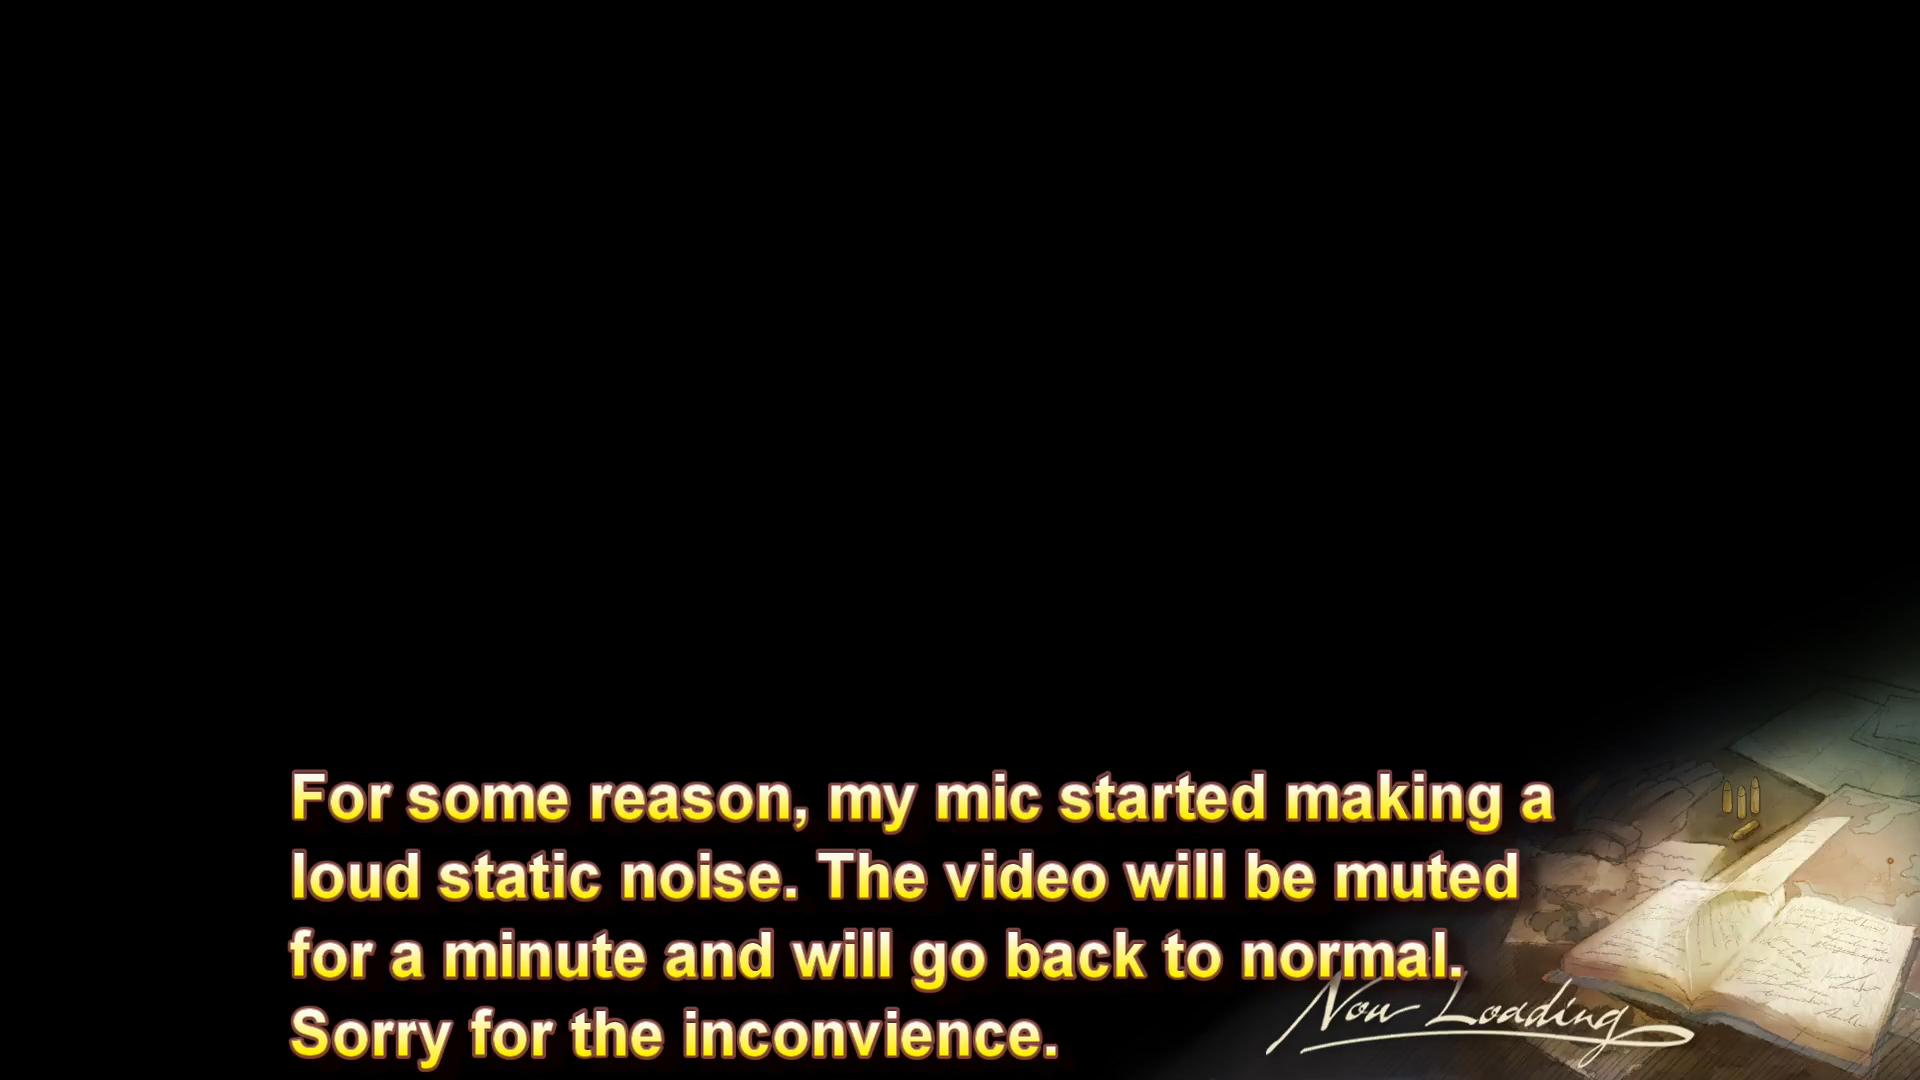 For some reason, my mic started making a
loud static noise. The video will be muted
for a minute and will go back to normal.
Sorry for the inconvience.
Now Loading